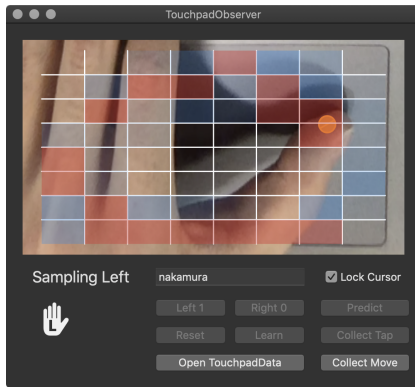 TouchpadObserver
Sampling Left nakamura Lock Cursor
L
Left 1 Right 0 Predict
Reset Learn Collect Tap
Open TouchpadData Collect Move